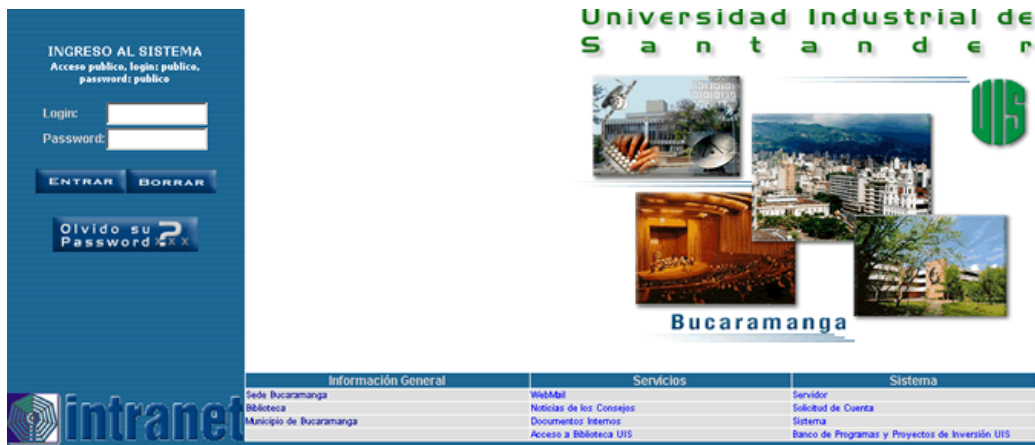 INGRESO AL SISTEMA
Acceso publico, login: publico,
password: publico
Login:
Password:
ENTRAR BORRAR
Olvido su
Password ? x x x
intranet
Universidad Industrial de
Santander
UIS
Bucaramanga
Información General Servicios Sistema
Sede Bucaramanga WebMail Servidor
Biblioteca Noticias de los Consejos Solicitud de Cuenta
Municipio de Bucaramanga Documentos Internos Sistema
Acceso a Biblioteca UIS Banco de Programas y Proyectos de Inversión UIS